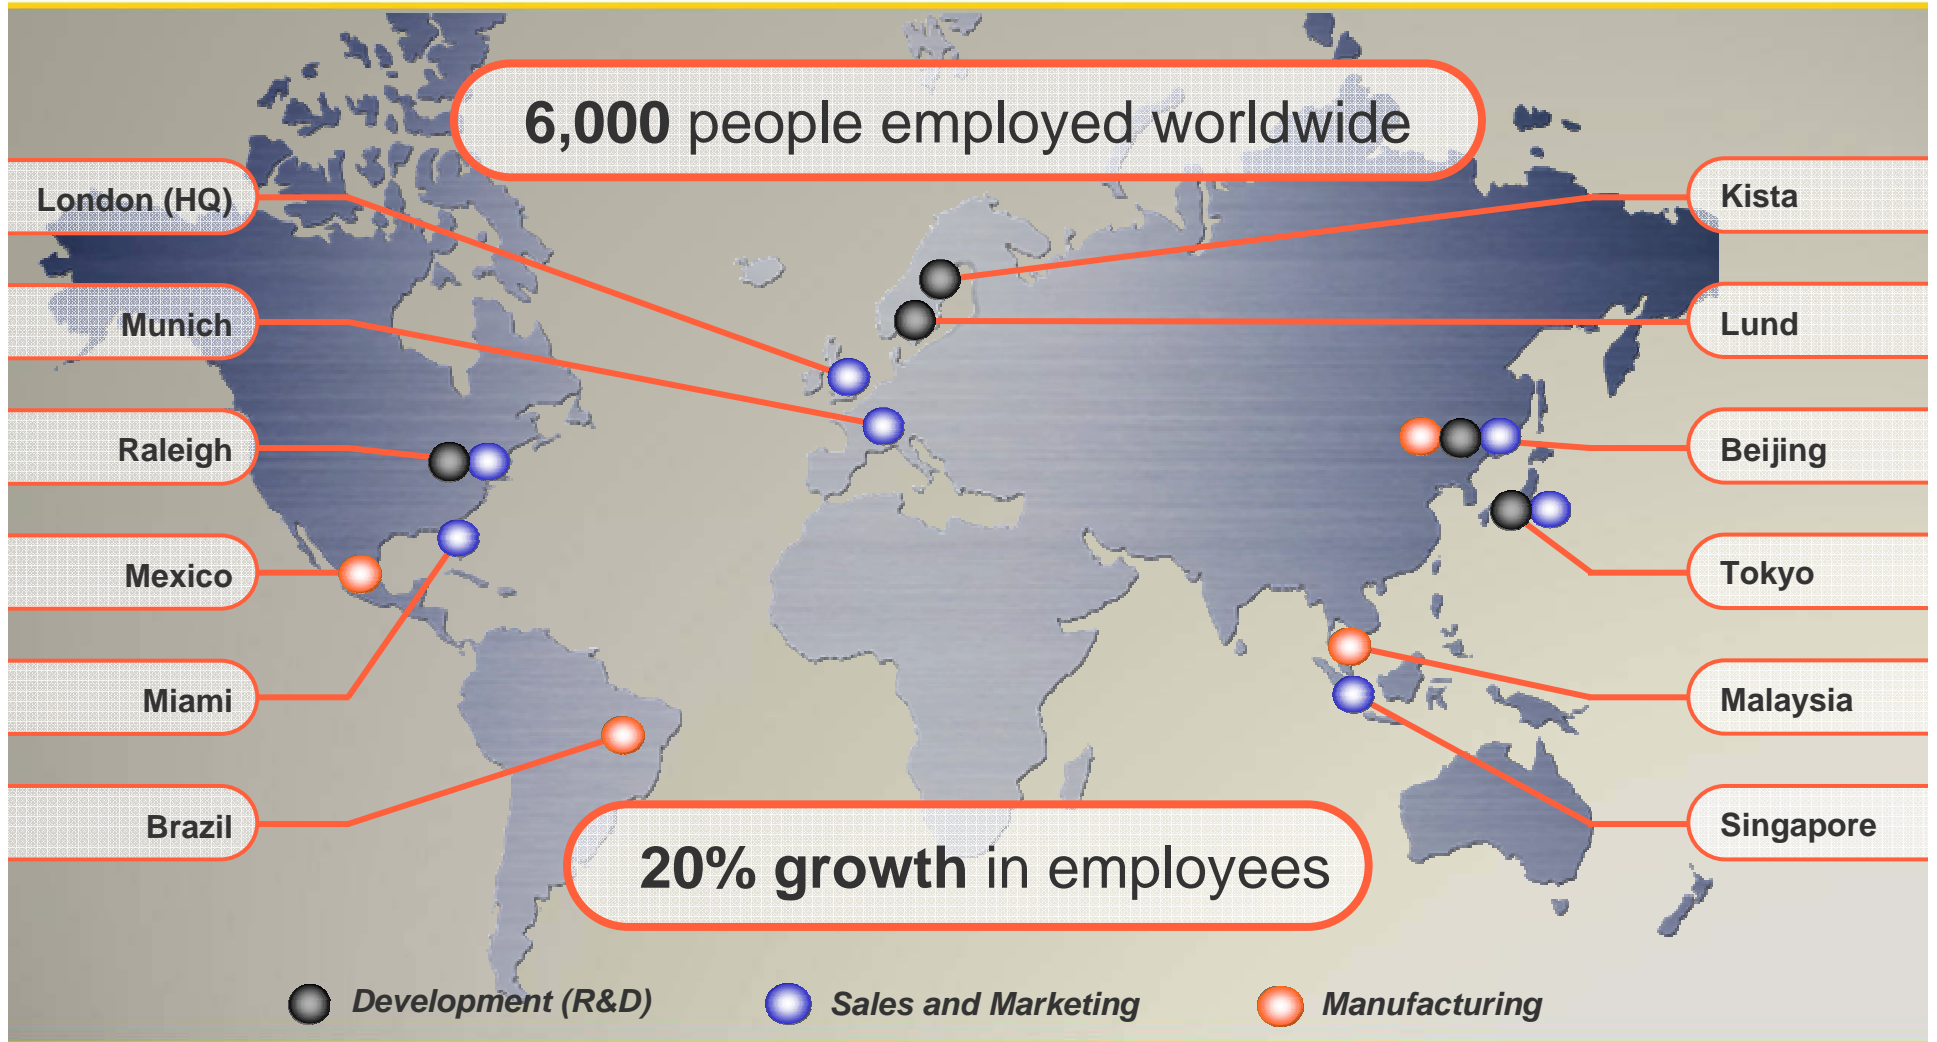 6,000 people employed worldwide
London (HQ)
Munich
Raleigh
Mexico
Miami
Brazil
Kista
Lund
Beijing
Tokyo
Malaysia
Singapore
20% growth in employees
Development (R&D)
Sales and Marketing
Manufacturing